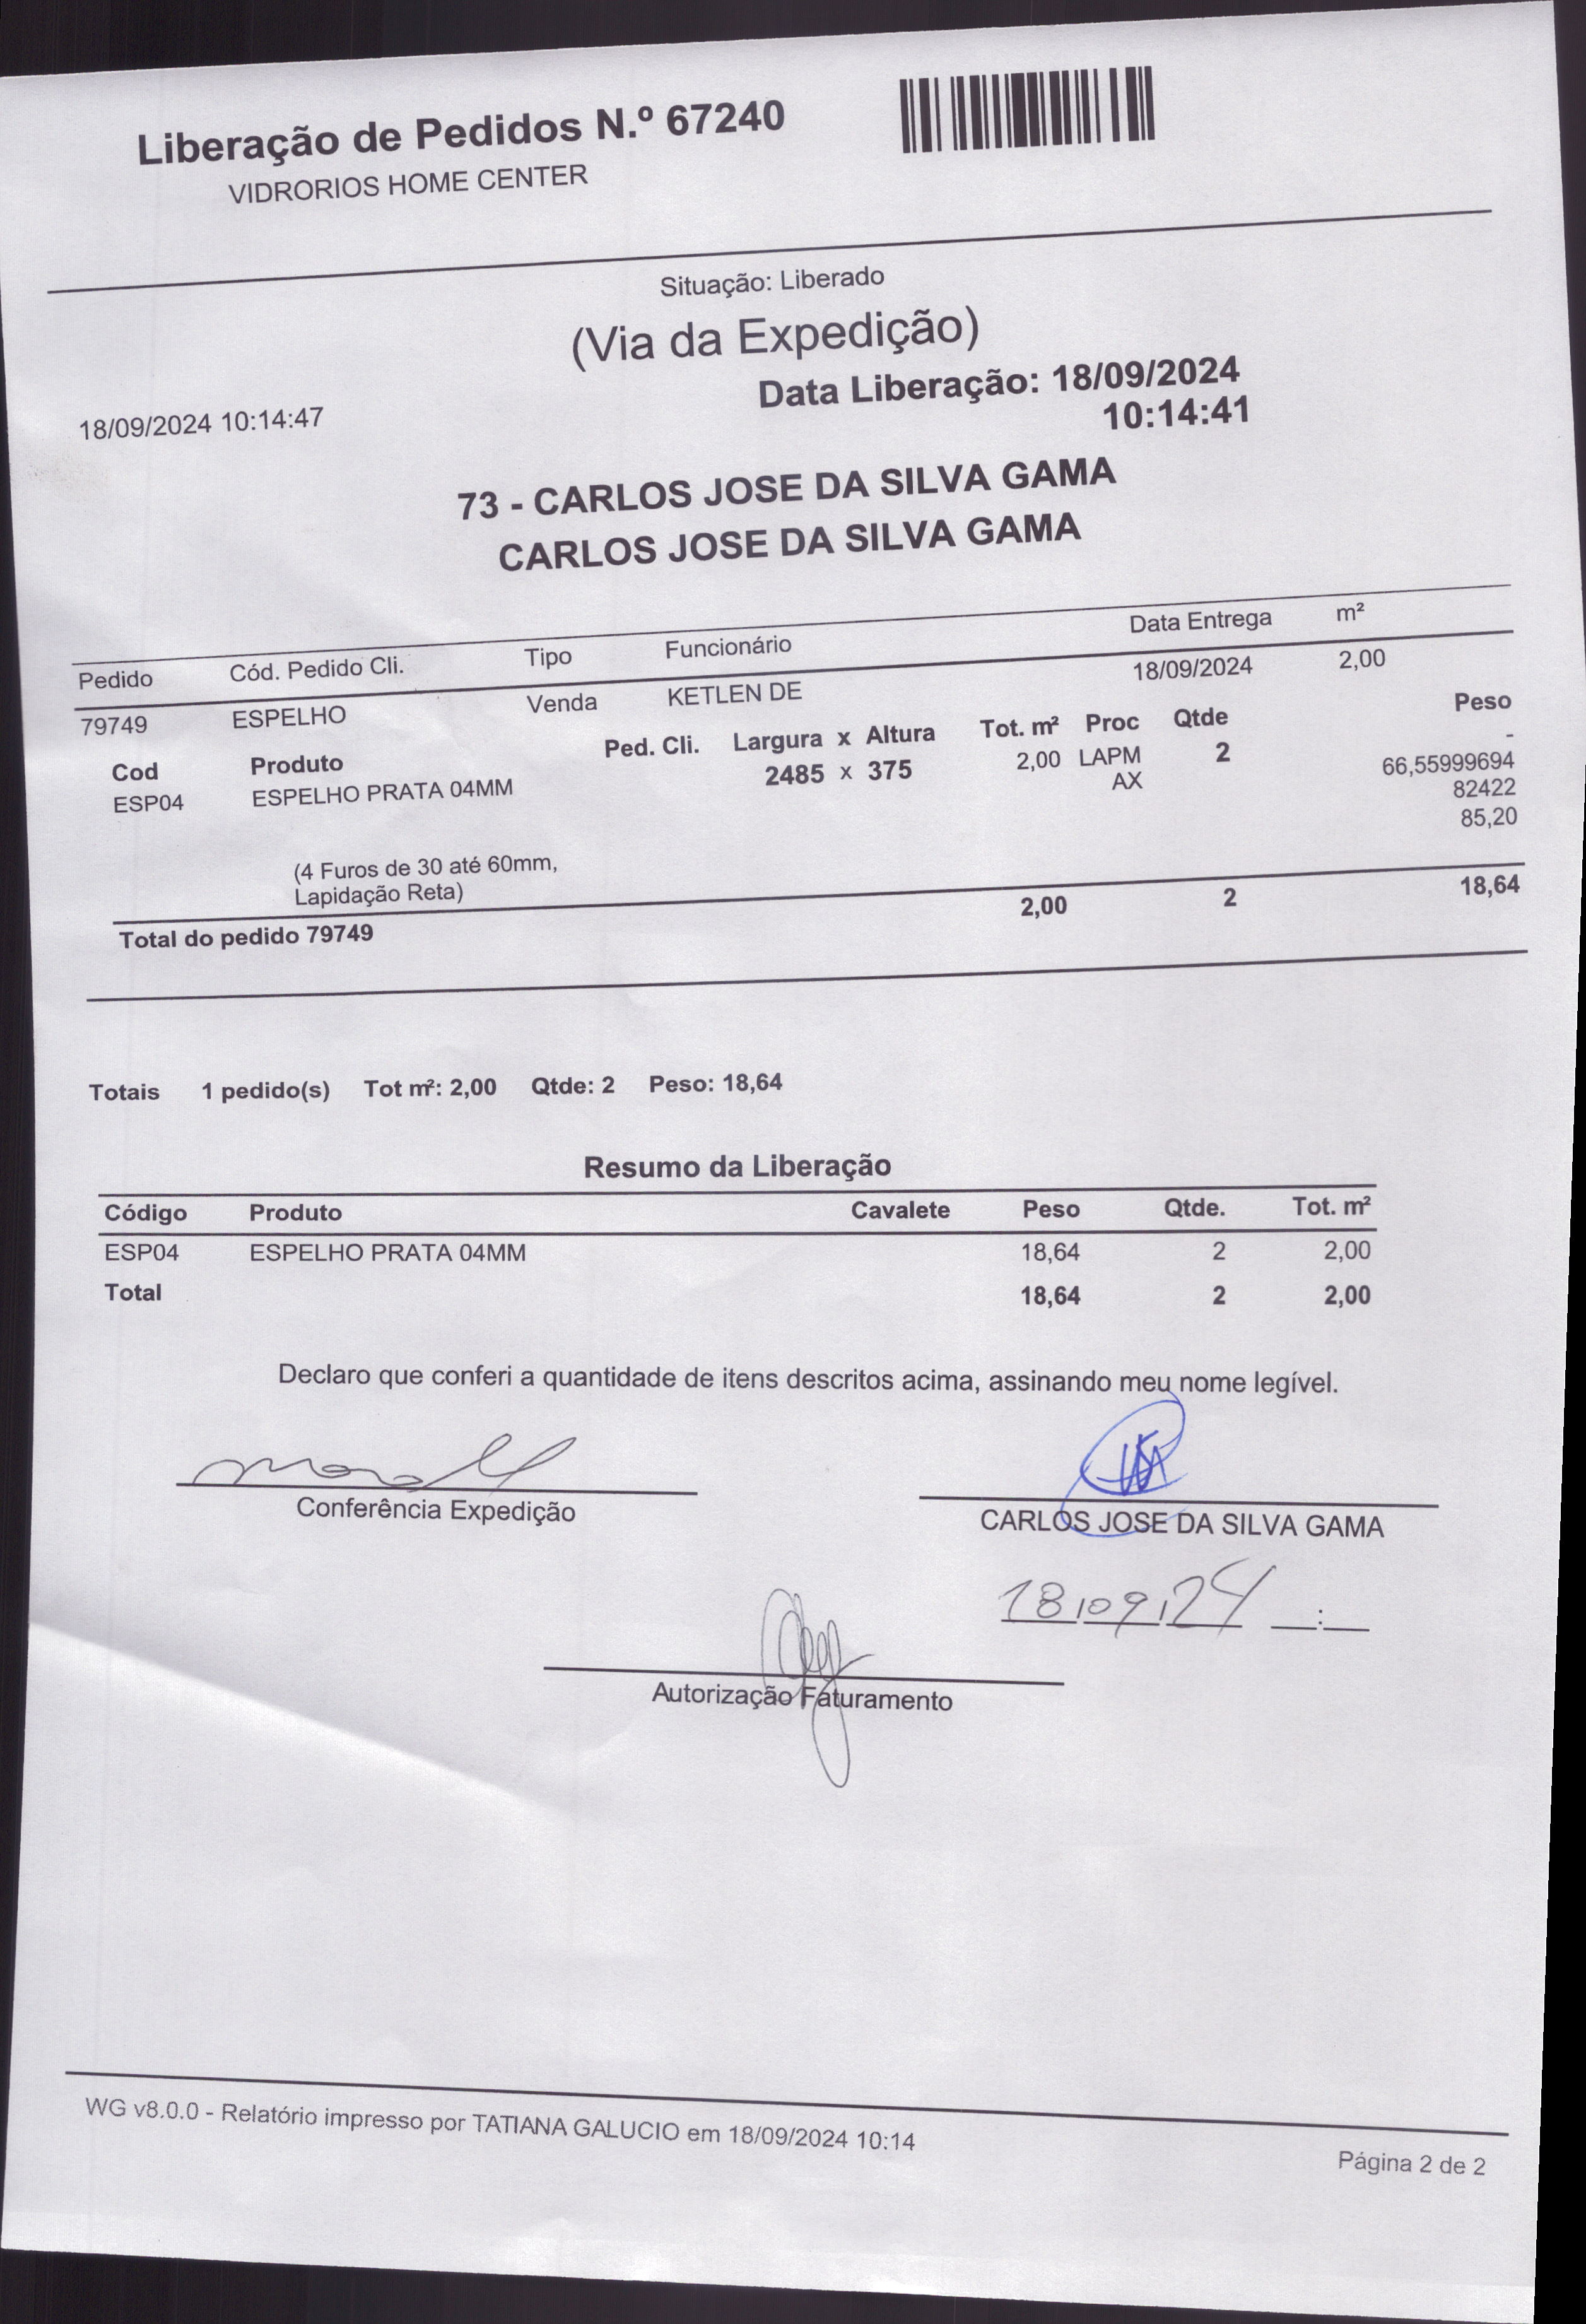 Liberação de Pedidos N.º 67240
VIDRORIOS HOME CENTER
Situação: Liberado
(Via da Expedição)
18/09/2024 10:14:47
Data Liberação: 18/09/2024
10:14:41
73 - CARLOS JOSE DA SILVA GAMA
CARLOS JOSE DA SILVA GAMA
Pedido Cód. Pedido Cli. Tipo Funcionário Data Entrega m²
79749 ESPELHO Venda KETLEN DE 18/09/2024 2,00
Cod Produto Ped. Cli. Largura x Altura Tot. m² Proc Qtde Peso
ESP04 ESPELHO PRATA 04MM 2485 x 375 2,00 LAPM 2 -
AX 66,55999694
82422
85,20
(4 Furos de 30 até 60mm,
Lapidação Reta)
Total do pedido 79749 2,00 2 18,64
Totais 1 pedido(s) Tot m²: 2,00 Qtde: 2 Peso: 18,64
Resumo da Liberação
Código Produto Cavalete Peso Qtde. Tot. m²
ESP04 ESPELHO PRATA 04MM 18,64 2 2,00
Total 18,64 2 2,00
Declaro que conferi a quantidade de itens descritos acima, assinando meu nome legível.
Conferência Expedição
CARLOS JOSE DA SILVA GAMA
18/09/24 __:__
Autorização Faturamento
WG v8.0.0 - Relatório impresso por TATIANA GALUCIO em 18/09/2024 10:14
Página 2 de 2